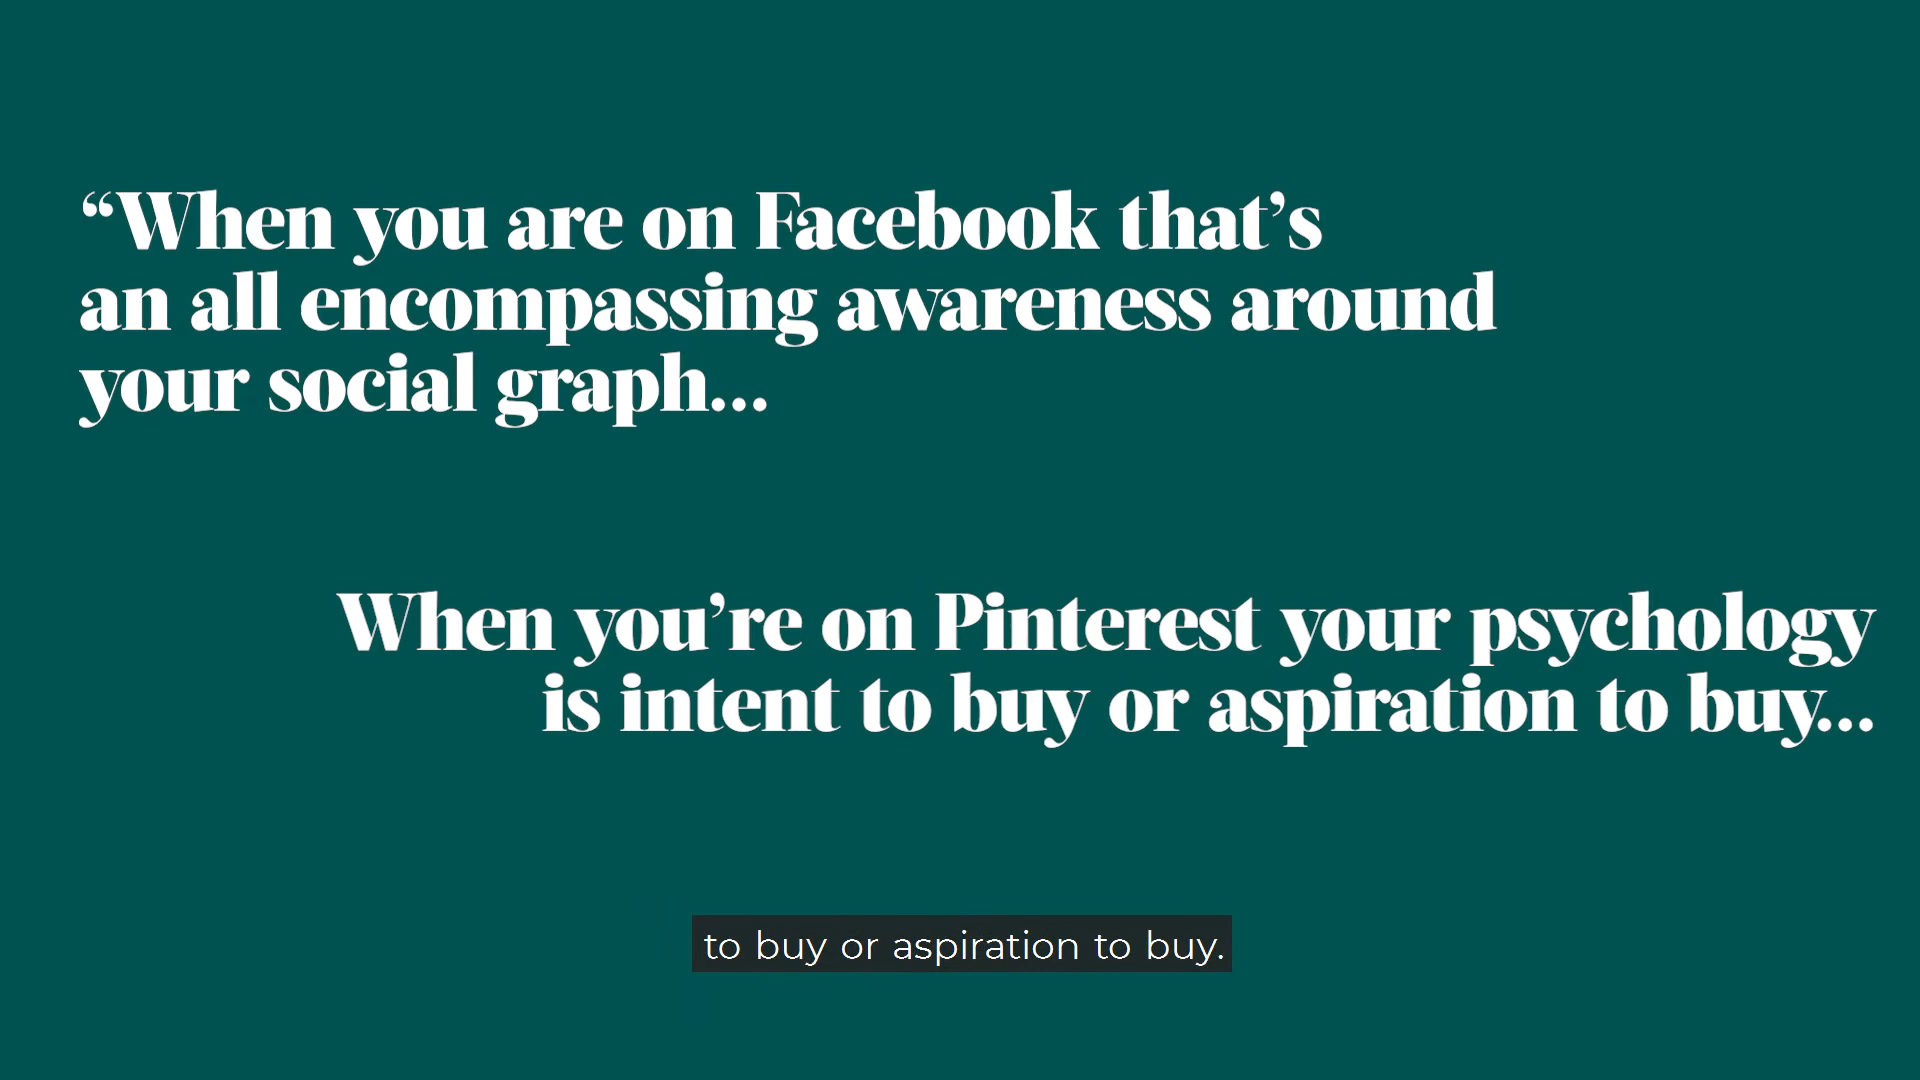 “When you are on Facebook that’s
an all encompassing awareness around
your social graph...
When you’re on Pinterest your psychology
is intent to buy or aspiration to buy...
to buy or aspiration to buy.